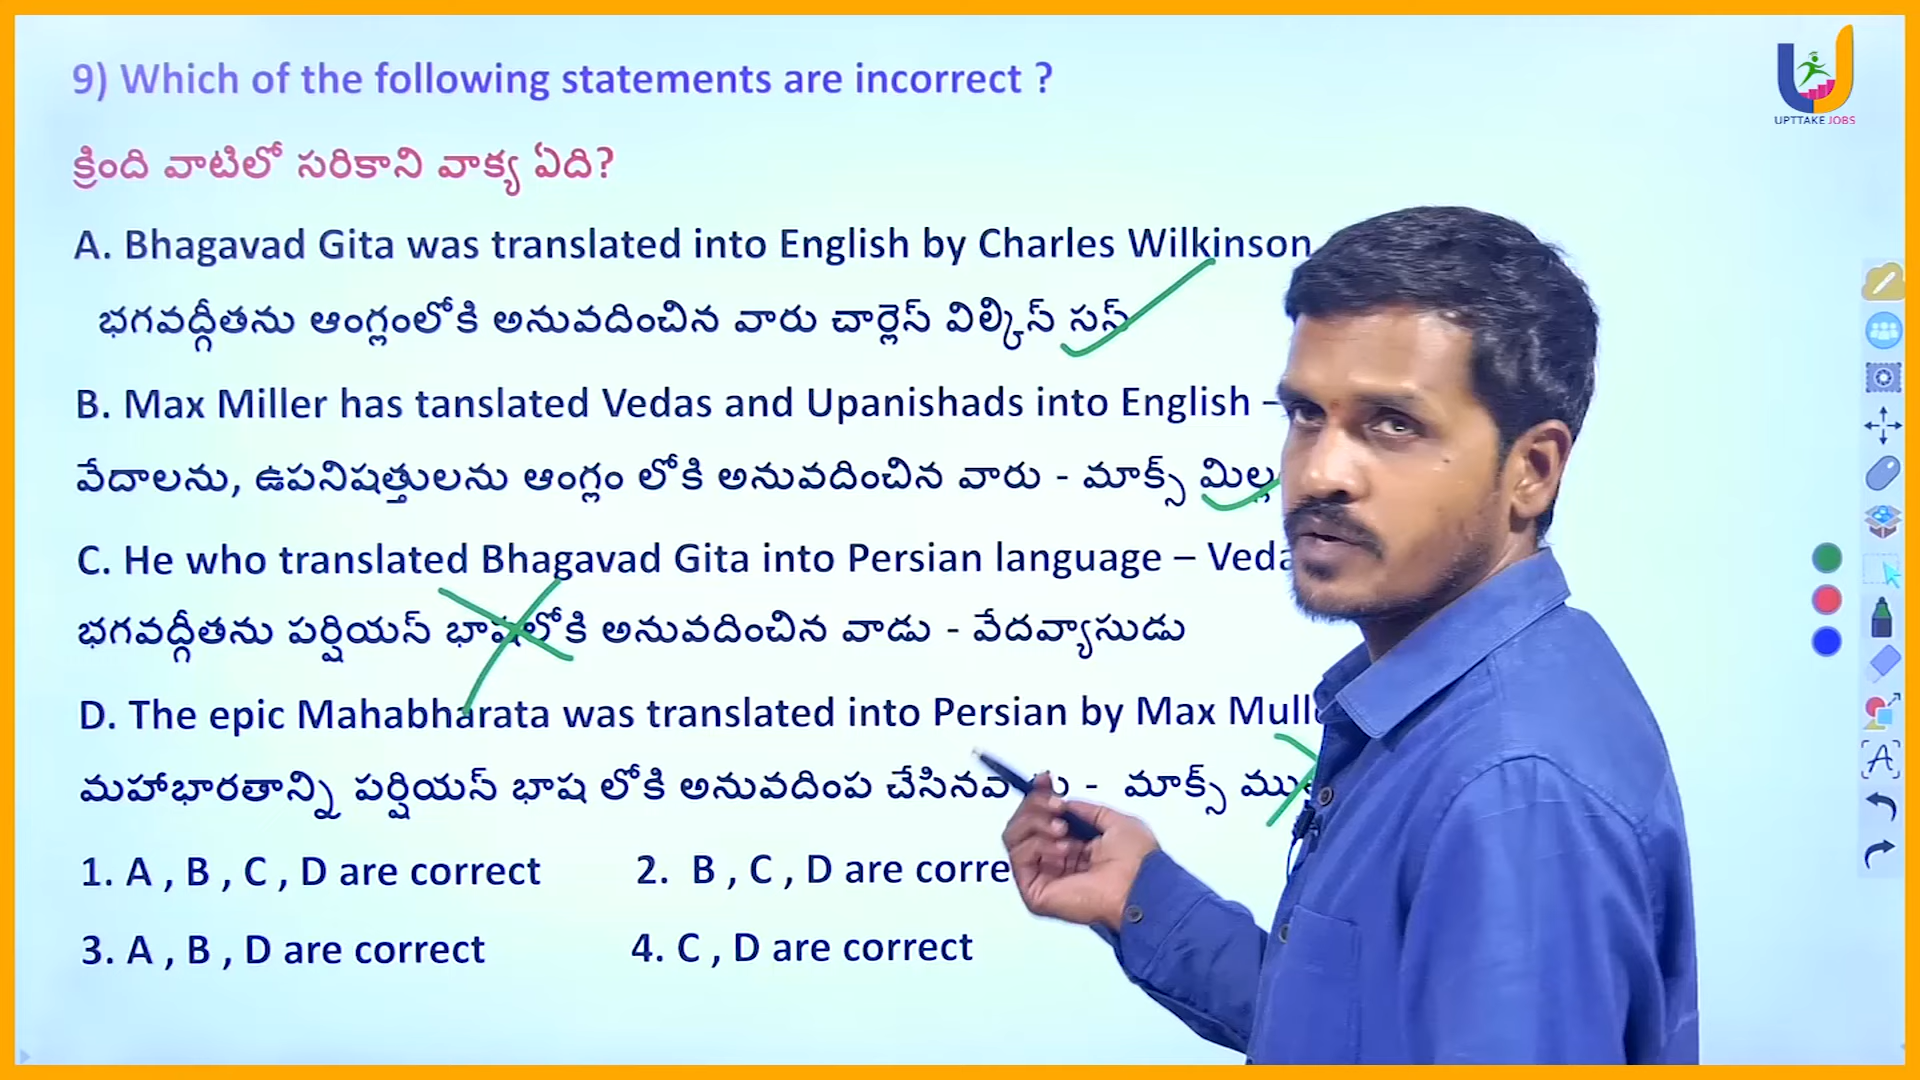 9) Which of the following statements are incorrect ?
UPTTAKE JOBS
క్రింది వాటిలో సరికాని వాక్య ఏది?
A. Bhagavad Gita was translated into English by Charles Wilkinson
భగవద్గీతను ఆంగ్లంలోకి అనువదించిన వారు చార్లెస్ విల్కిస్ సన్
B. Max Miller has tanslated Vedas and Upanishads into English –
వేదాలను, ఉపనిషత్తులను ఆంగ్లం లోకి అనువదించిన వారు - మాక్స్
C. He who translated Bhagavad Gita into Persian language –
భగవద్గీతను పర్షియన్ భాషలోకి అనువదించిన వాడు - వేదవ్యాసుడు
D. The epic Mahabharata was translated into Persian by Max
మహాభారతాన్ని పర్షియన్ భాష లోకి అనువదింప - మాక్స్
1. A , B , C , D are correct 2. B , C , D are
3. A , B , D are correct 4. C , D are correct